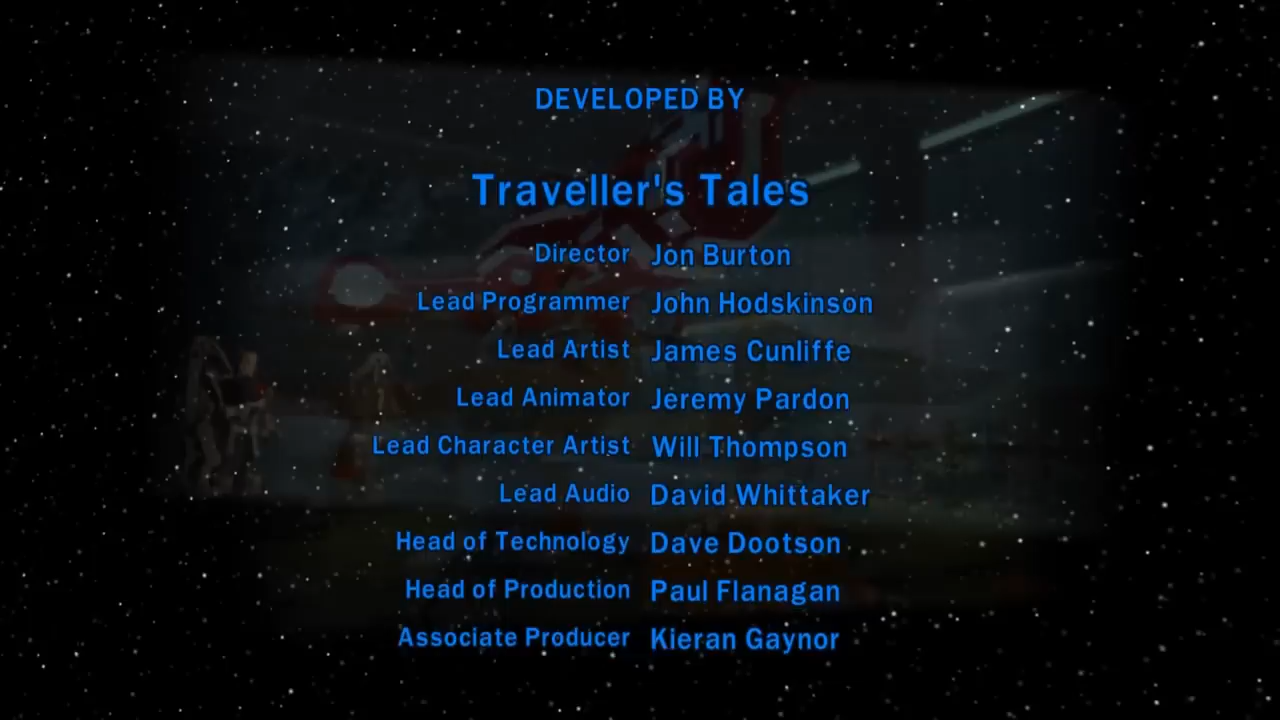 DEVELOPED BY
Traveller's Tales
Director Jon Burton
Lead Programmer John Hodskinson
Lead Artist James Cunliffe
Lead Animator Jeremy Pardon
Lead Character Artist Will Thompson
Lead Audio David Whittaker
Head of Technology Dave Dootson
Head of Production Paul Flanagan
Associate Producer Kieran Gaynor